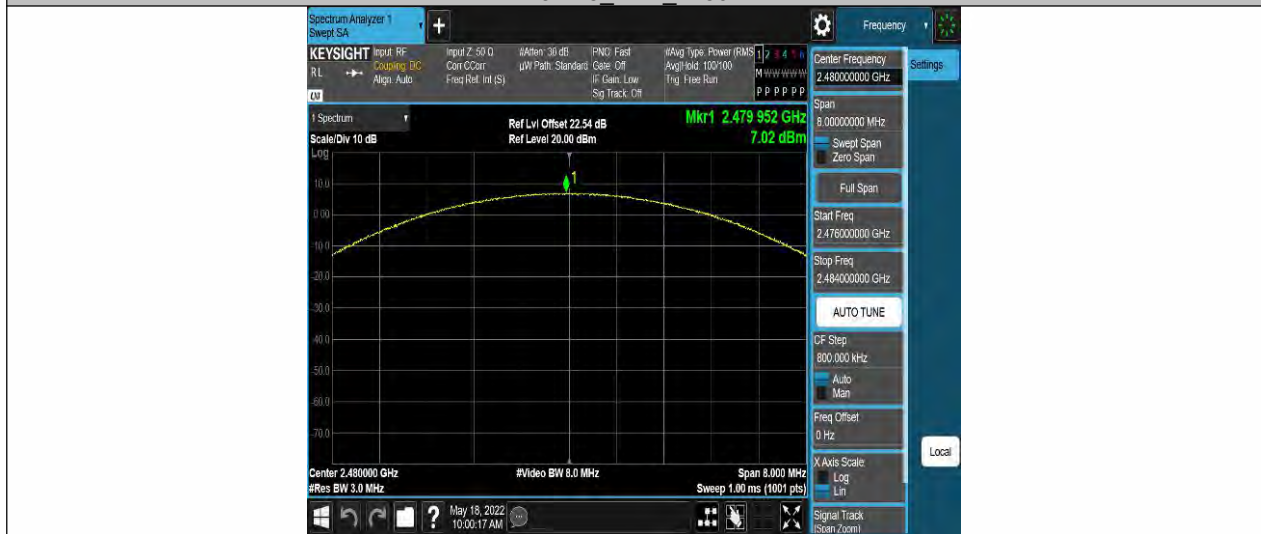 Spectrum Analyzer 1
Swept SA
+
Frequency
KEYSIGHT
RL
Input: RF
Coupling: DC
Align: Auto
Input Z: 50 Ω
Corr CCorr
Freq Ref: Int (S)
#Atten: 30 dB
µW Path: Standard
PNO: Fast
Gate: Off
IF Gain: Low
Sig Track: Off
#Avg Type: Power (RMS
Avg|Hold: 100/100
Trig: Free Run
1 2 3 4 5 6
M W W W W W
P P P P P P
Settings
Center Frequency
2.480000000 GHz
Span
8.00000000 MHz
Swept Span
Zero Span
Full Span
Start Freq
2.476000000 GHz
Stop Freq
2.484000000 GHz
AUTO TUNE
CF Step
800.000 kHz
Auto
Man
Freq Offset
0 Hz
X Axis Scale
Log
Lin
Signal Track
(Span Zoom)
Local
1 Spectrum
Scale/Div 10 dB
Log
Ref Lvl Offset 22.54 dB
Ref Level 20.00 dBm
Mkr1 2.479 952 GHz
7.02 dBm
1
10.0
0.00
-10.0
-20.0
-30.0
-40.0
-50.0
-60.0
-70.0
Center 2.480000 GHz
#Res BW 3.0 MHz
#Video BW 8.0 MHz
Span 8.000 MHz
Sweep 1.00 ms (1001 pts)
?
May 18, 2022
10:00:17 AM